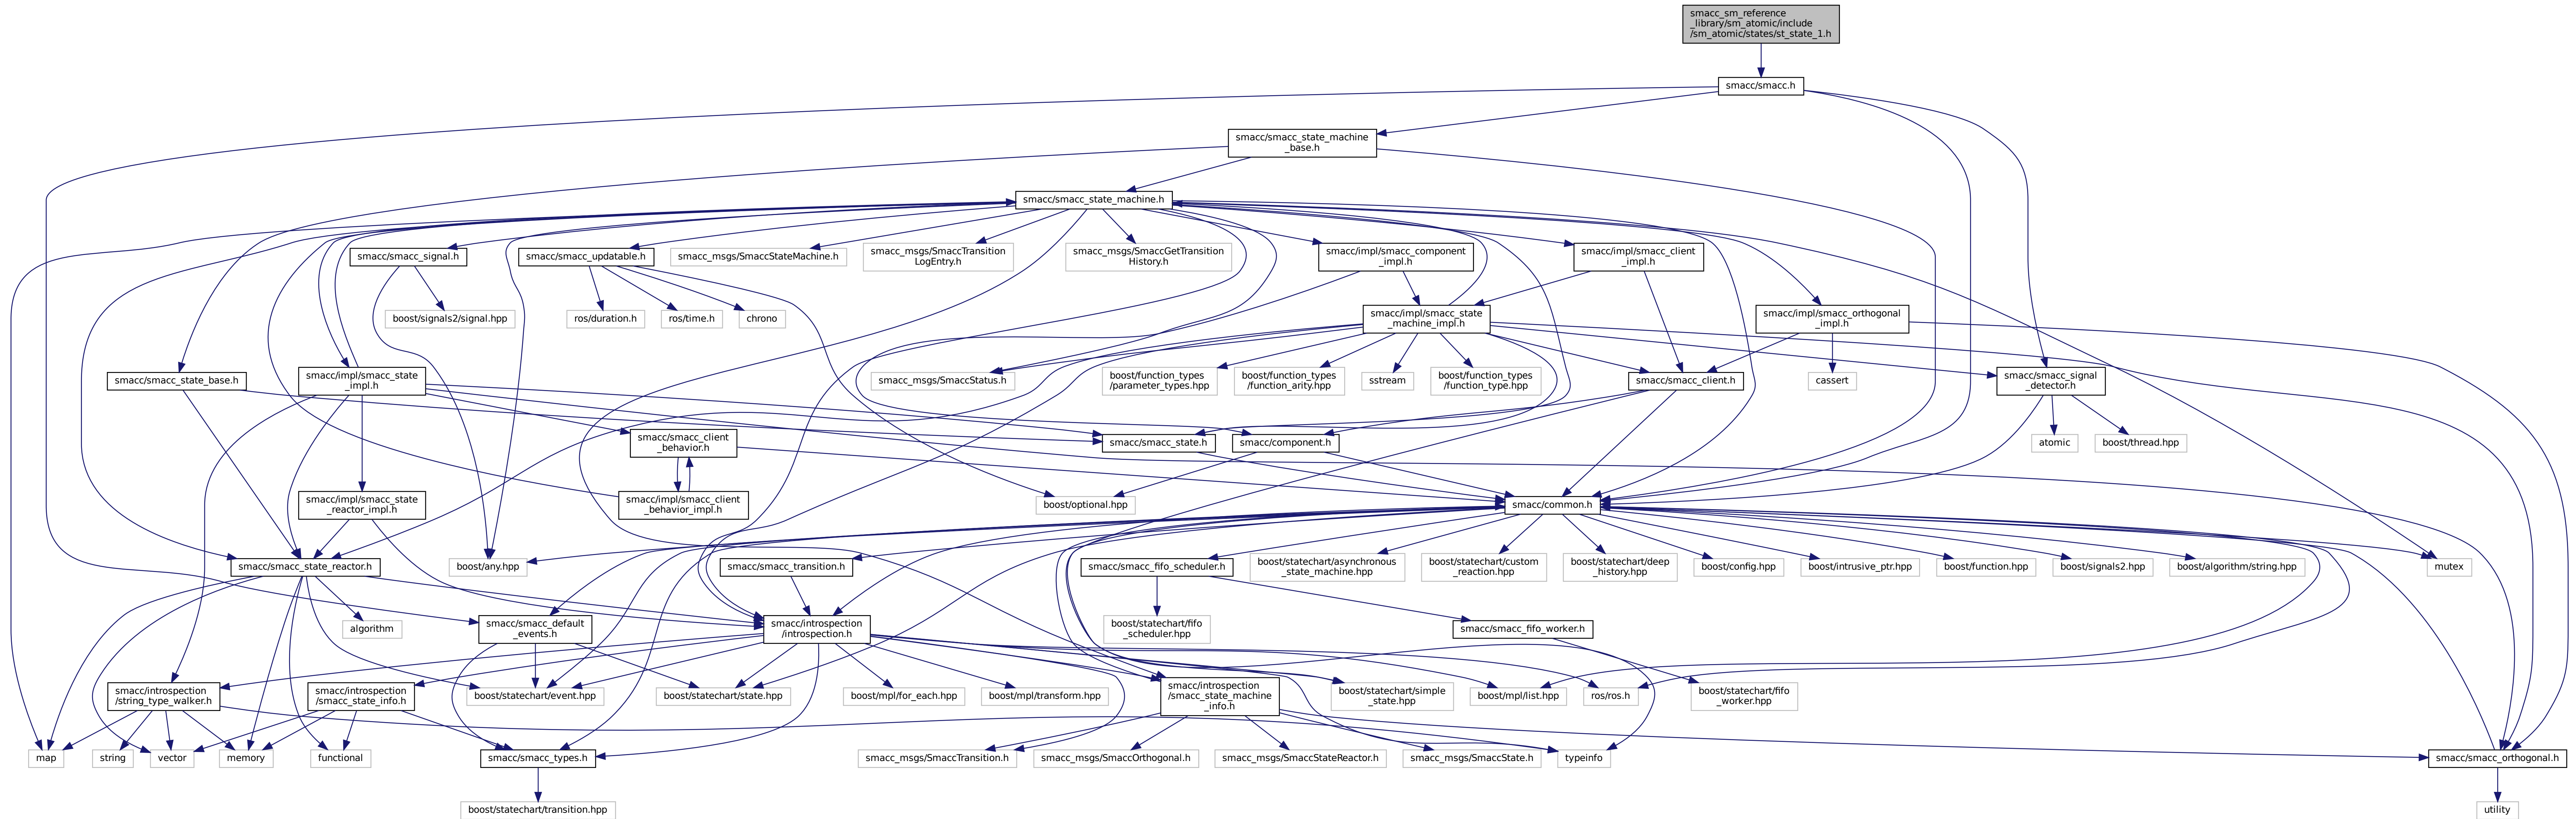 smacc_sm_reference
_library/sm_atomic/include
/sm_atomic/states/st_state_1.h
smacc/smacc.h
smacc/smacc_state_machine
_base.h
smacc/smacc_state_machine.h
smacc/smacc_signal.h
smacc/smacc_updatable.h
smacc_msgs/SmaccStateMachine.h
smacc_msgs/SmaccTransition
LogEntry.h
smacc_msgs/SmaccGetTransition
History.h
smacc/impl/smacc_component
_impl.h
smacc/impl/smacc_client
_impl.h
boost/signals2/signal.hpp
ros/duration.h
ros/time.h
chrono
smacc/impl/smacc_state
_machine_impl.h
smacc/impl/smacc_orthogonal
_impl.h
smacc/smacc_state_base.h
smacc/impl/smacc_state
_impl.h
smacc_msgs/SmaccStatus.h
boost/function_types
/parameter_types.hpp
boost/function_types
/function_arity.hpp
sstream
boost/function_types
/function_type.hpp
smacc/smacc_client.h
cassert
smacc/smacc_signal
_detector.h
smacc/smacc_client
_behavior.h
smacc/smacc_state.h
smacc/component.h
atomic
boost/thread.hpp
smacc/impl/smacc_state
_reactor_impl.h
smacc/impl/smacc_client
_behavior_impl.h
boost/optional.hpp
smacc/common.h
smacc/smacc_state_reactor.h
boost/any.hpp
smacc/smacc_transition.h
smacc/smacc_fifo_scheduler.h
boost/statechart/asynchronous
_state_machine.hpp
boost/statechart/custom
_reaction.hpp
boost/statechart/deep
_history.hpp
boost/config.hpp
boost/intrusive_ptr.hpp
boost/function.hpp
boost/signals2.hpp
boost/algorithm/string.hpp
mutex
algorithm
smacc/smacc_default
_events.h
smacc/introspection
/introspection.h
boost/statechart/fifo
_scheduler.hpp
smacc/smacc_fifo_worker.h
smacc/introspection
/string_type_walker.h
smacc/introspection
/smacc_state_info.h
boost/statechart/event.hpp
boost/statechart/state.hpp
boost/mpl/for_each.hpp
boost/mpl/transform.hpp
smacc/introspection
/smacc_state_machine
_info.h
boost/statechart/simple
_state.hpp
boost/mpl/list.hpp
ros/ros.h
boost/statechart/fifo
_worker.hpp
map
string
vector
memory
functional
smacc/smacc_types.h
smacc_msgs/SmaccTransition.h
smacc_msgs/SmaccOrthogonal.h
smacc_msgs/SmaccStateReactor.h
smacc_msgs/SmaccState.h
typeinfo
smacc/smacc_orthogonal.h
boost/statechart/transition.hpp
utility